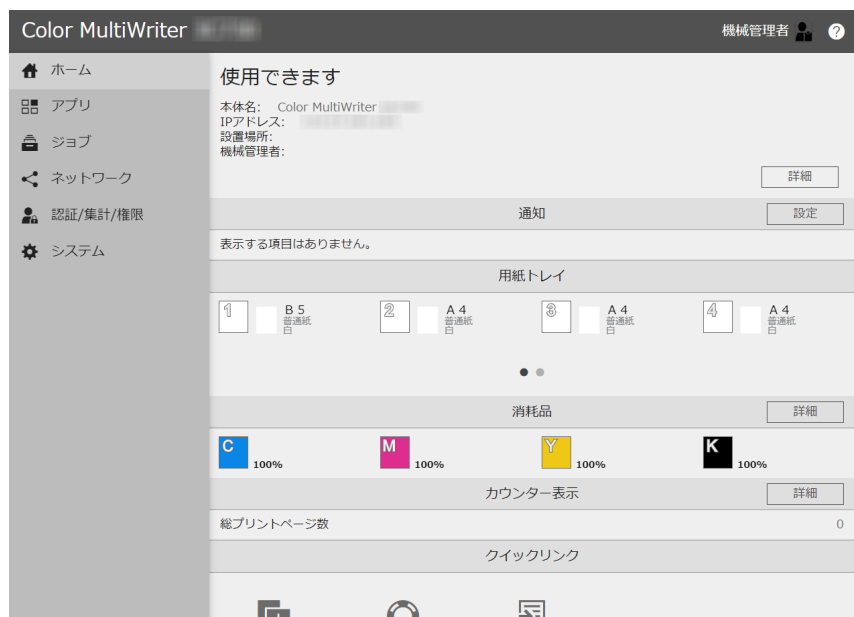 Color MultiWriter
機械管理者
?
ホーム
アプリ
ジョブ
ネットワーク
認証/集計/権限
システム
使用できます
本体名: Color MultiWriter
IPアドレス:
設置場所:
機械管理者:
詳細
通知
設定
表示する項目はありません。
用紙トレイ
1 B 5
普通紙
白
2 A 4
普通紙
白
3 A 4
普通紙
白
4 A 4
普通紙
白
消耗品
詳細
C 100%
M 100%
Y 100%
K 100%
カウンター表示
詳細
総プリントページ数 0
クイックリンク